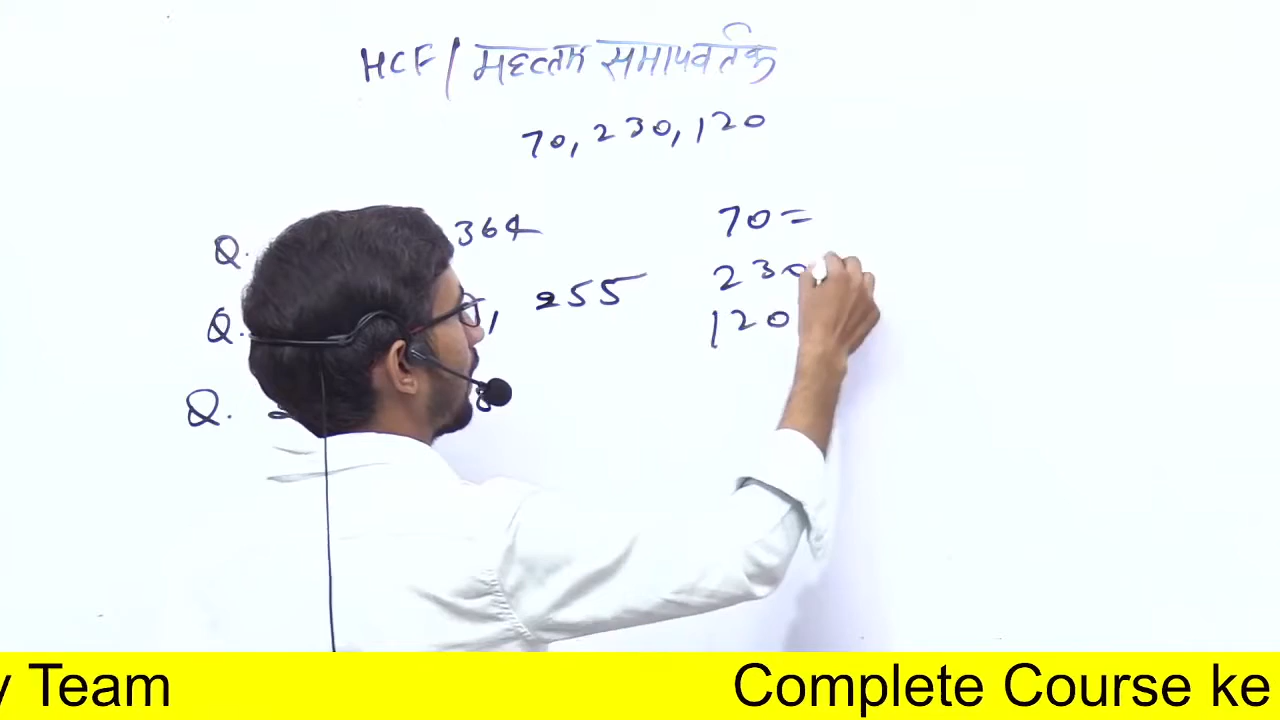 HCF / महत्तम समापवर्तक
70, 230, 120
Q. 364
Q. , 255
Q.
70 =
230
120
y Team Complete Course ke